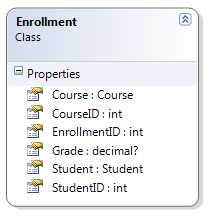 Enrollment
Class
Properties
Course : Course
CourseID : int
EnrollmentID : int
Grade : decimal?
Student : Student
StudentID : int